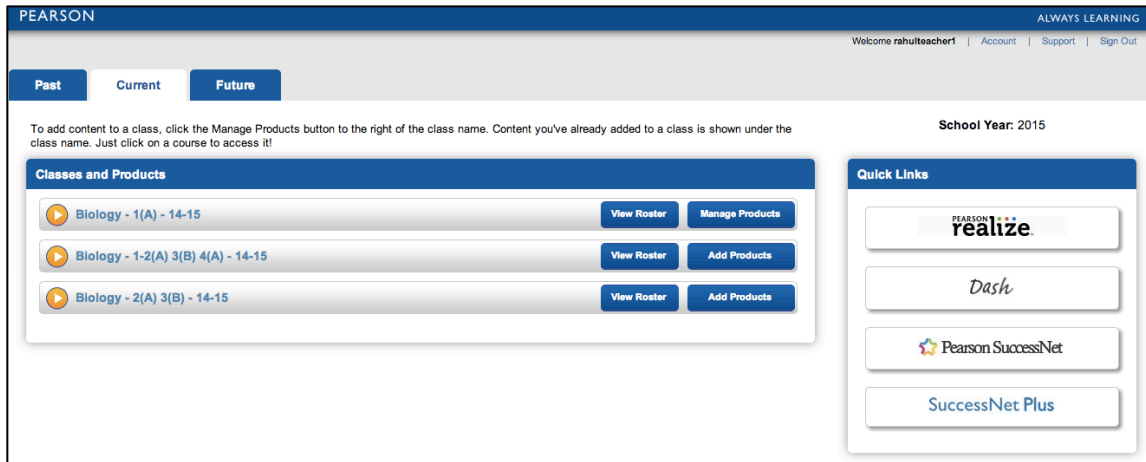 PEARSON
ALWAYS LEARNING
Welcome rahulteacher1 | Account | Support | Sign Out
Past Current Future
To add content to a class, click the Manage Products button to the right of the class name. Content you've already added to a class is shown under the
class name. Just click on a course to access it!
School Year: 2015
Classes and Products
Biology - 1(A) - 14-15 View Roster Manage Products
Biology - 1-2(A) 3(B) 4(A) - 14-15 View Roster Add Products
Biology - 2(A) 3(B) - 14-15 View Roster Add Products
Quick Links
PEARSON
realize
Dash
Pearson SuccessNet
SuccessNet Plus